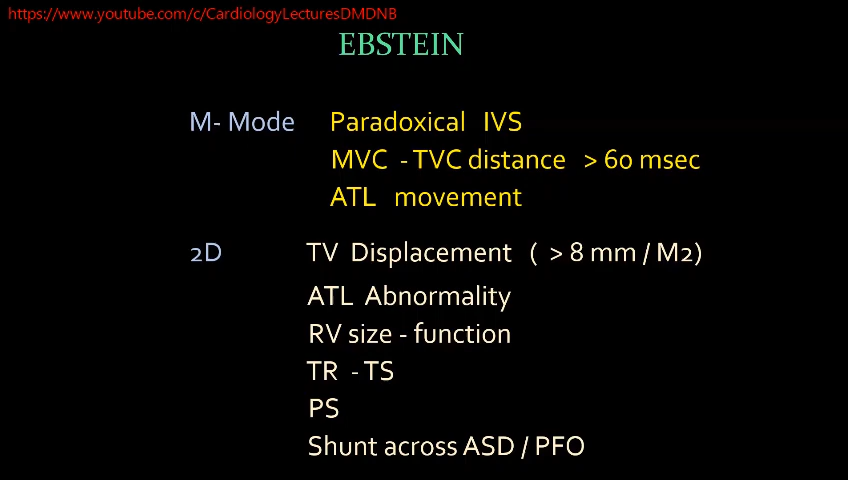 https://www.youtube.com/c/CardiologyLecturesDMDNB
EBSTEIN
M- Mode Paradoxical IVS
MVC - TVC distance > 60 msec
ATL movement
2D TV Displacement ( > 8 mm / M2)
ATL Abnormality
RV size - function
TR - TS
PS
Shunt across ASD / PFO